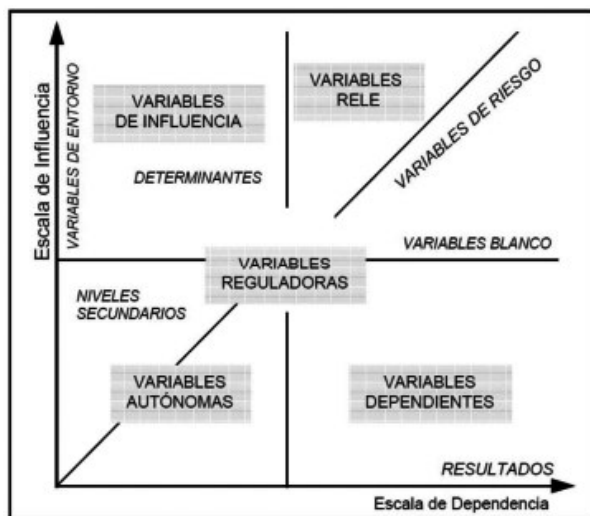 Escala de Influencia
VARIABLES DE ENTORNO
VARIABLES
DE INFLUENCIA
VARIABLES
RELE
VARIABLES DE RIESGO
DETERMINANTES
VARIABLES BLANCO
VARIABLES
REGULADORAS
NIVELES
SECUNDARIOS
VARIABLES
AUTÓNOMAS
VARIABLES
DEPENDIENTES
RESULTADOS
Escala de Dependencia